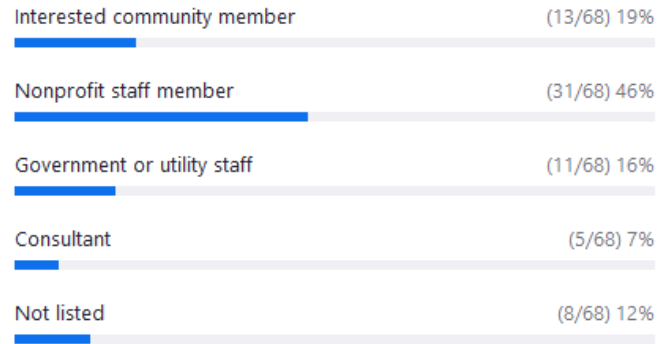 Interested community member (13/68) 19%
Nonprofit staff member (31/68) 46%
Government or utility staff (11/68) 16%
Consultant (5/68) 7%
Not listed (8/68) 12%